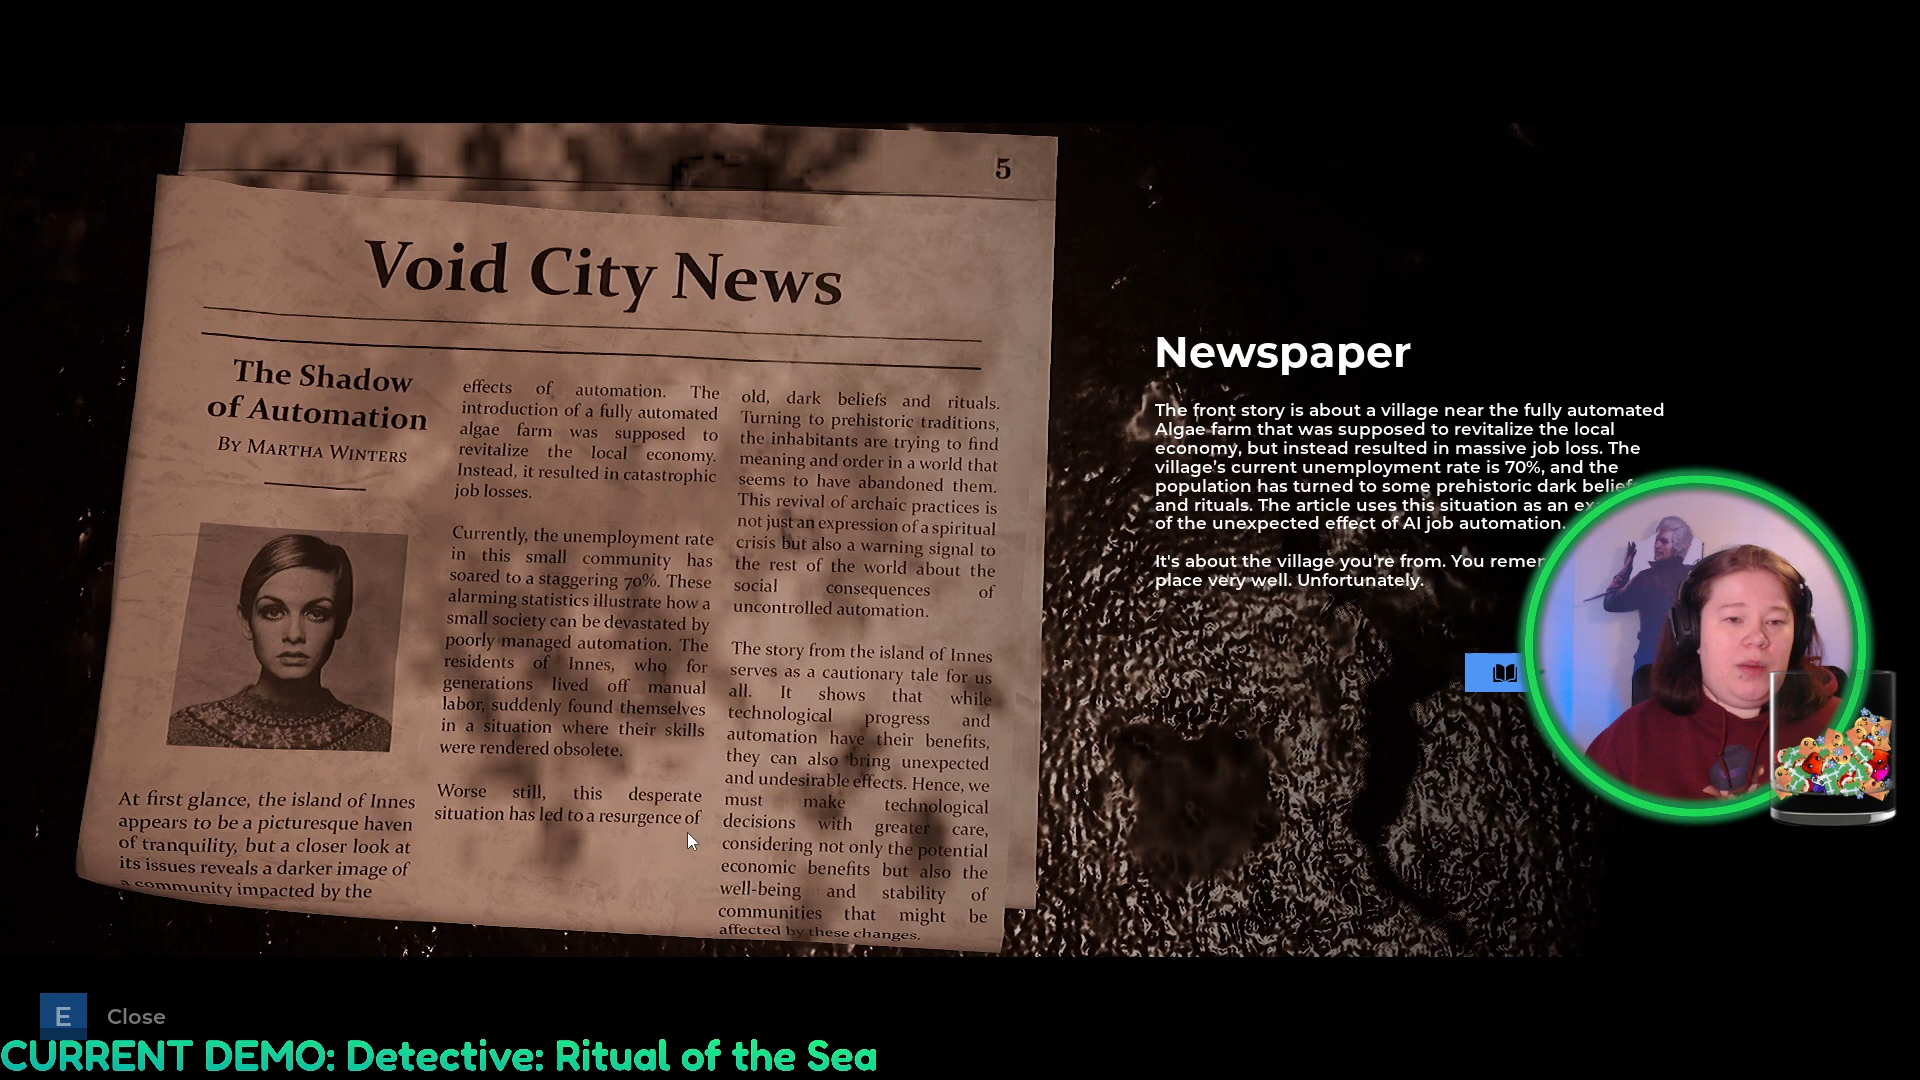 5
Void City News
The Shadow
of Automation
By Martha Winters
At first glance, the island of Innes
appears to be a picturesque haven
of tranquility, but a closer look at
its issues reveals a darker image of
a community impacted by the
effects of automation. The
introduction of a fully automated
algae farm was supposed to
revitalize the local economy.
Instead, it resulted in catastrophic
job losses.
Currently, the unemployment rate
in this small community has
soared to a staggering 70%. These
alarming statistics illustrate how a
small society can be devastated by
poorly managed automation. The
residents of Innes, who for
generations lived off manual
labor, suddenly found themselves
in a situation where their skills
were rendered obsolete.
Worse still, this desperate
situation has led to a resurgence of
old, dark beliefs and rituals.
Turning to prehistoric traditions,
the inhabitants are trying to find
meaning and order in a world that
seems to have abandoned them.
This revival of archaic practices is
not just an expression of a spiritual
crisis but also a warning signal to
the rest of the world about the
social consequences of
uncontrolled automation.
The story from the island of Innes
serves as a cautionary tale for us
all. It shows that while
technological progress and
automation have their benefits,
they can also bring unexpected
and undesirable effects. Hence, we
must make technological
decisions with greater care,
considering not only the potential
economic benefits but also the
well-being and stability of
communities that might be
affected by these changes.
Newspaper
The front story is about a village near the fully automated
Algae farm that was supposed to revitalize the local
economy, but instead resulted in massive job loss. The
village's current unemployment rate is 70%, and the
population has turned to some prehistoric dark
and rituals. The article uses this situation as an
of the unexpected effect of AI job automation.
It's about the village you're from. You
place very well. Unfortunately.
E Close
CURRENT DEMO: Detective: Ritual of the Sea